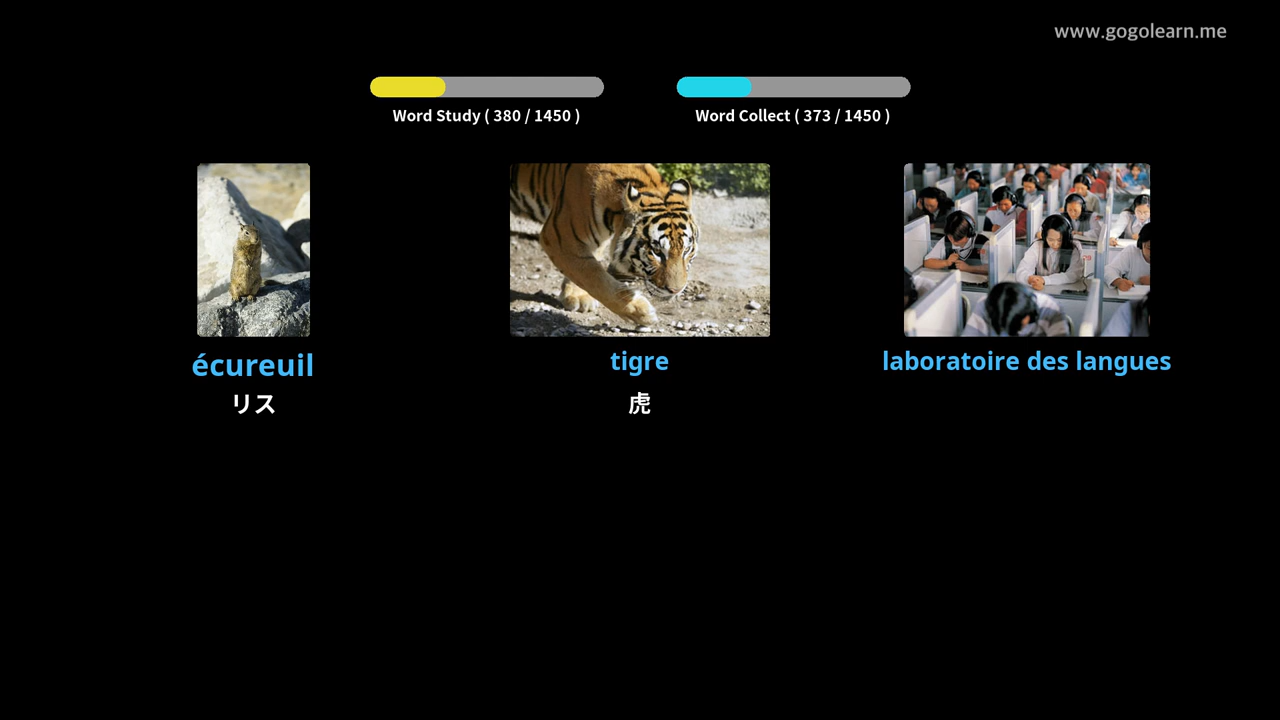 www.gogolearn.me
Word Study ( 380 / 1450 )
Word Collect ( 373 / 1450 )
écureuil
リス
tigre
虎
laboratoire des langues